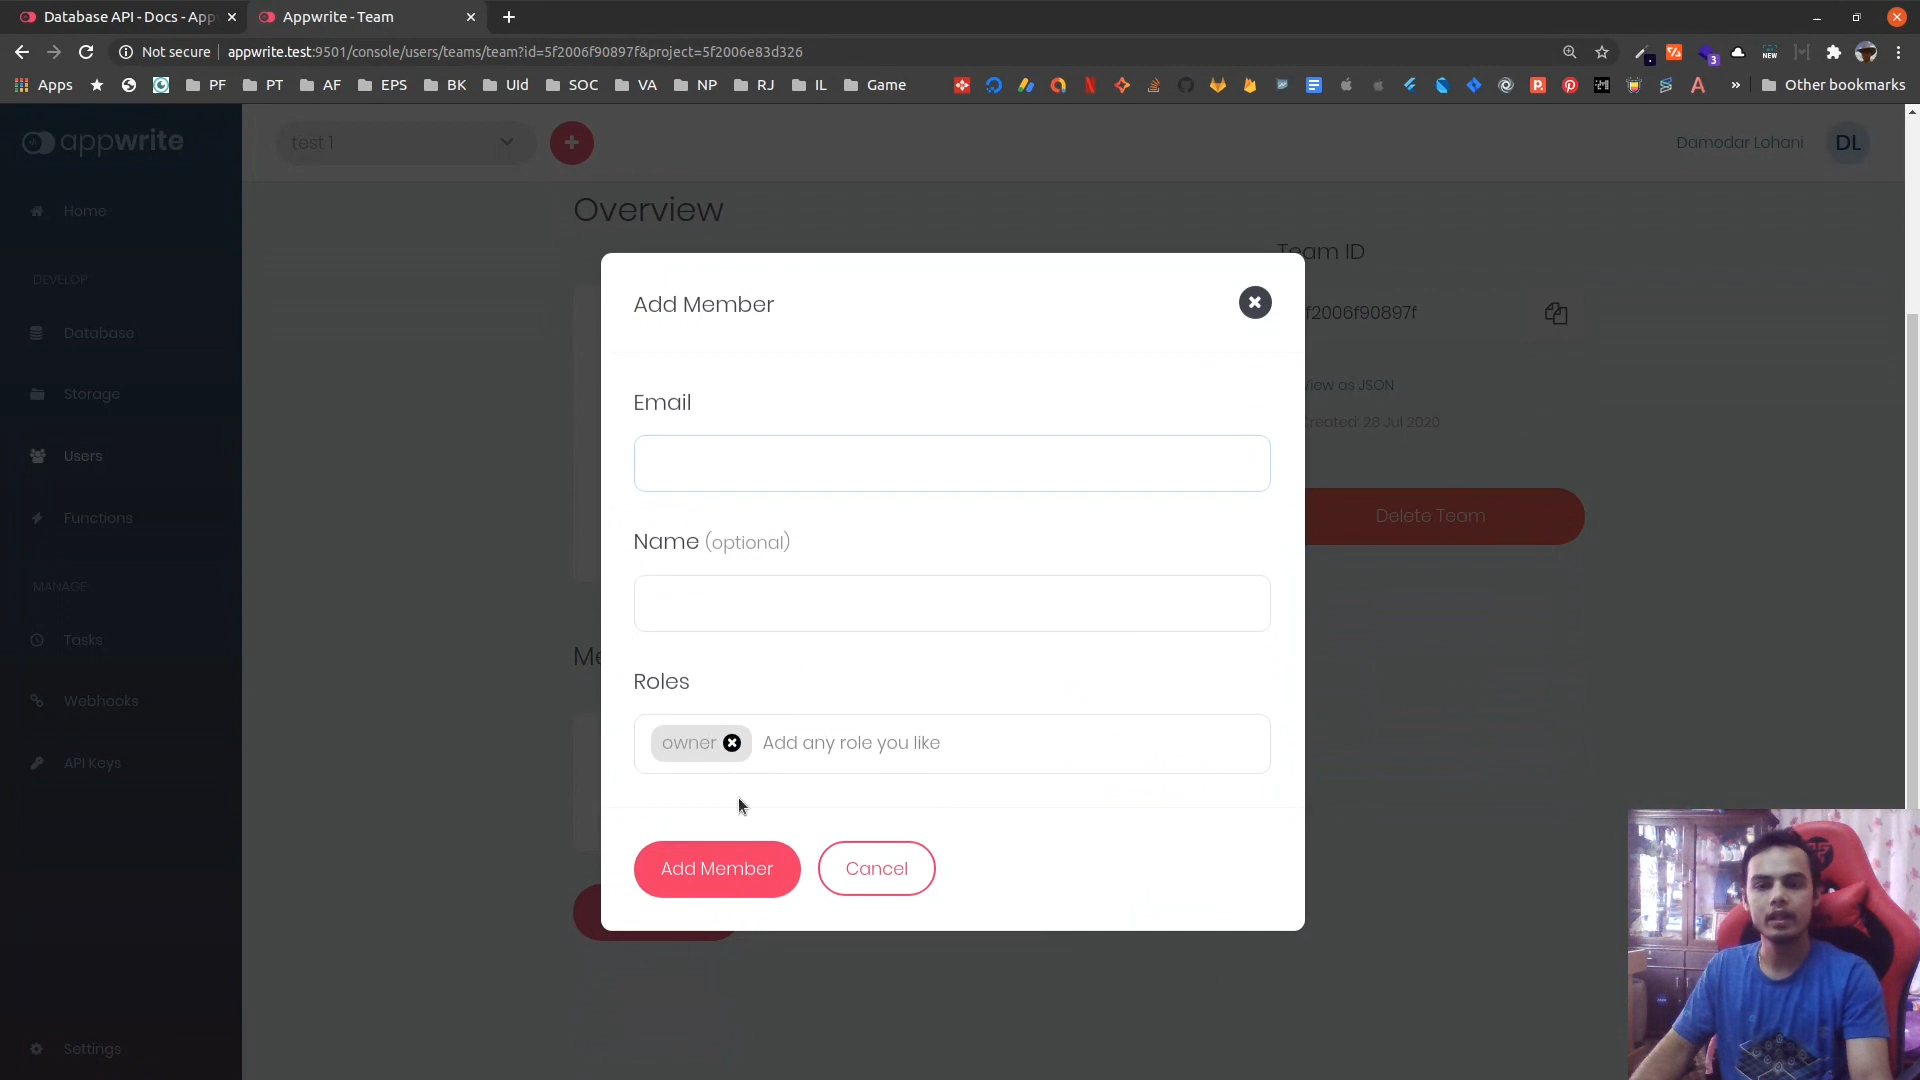 Database API - Docs - App
Appwrite - Team
Not secure
appwrite.test:9501/console/users/teams/team?id=5f2006f90897f&project=5f2006e83d326
Apps
PF
PT
AF
EPS
BK
UId
SOC
VA
NP
RJ
IL
Game
Other bookmarks
3
NEW
appwrite
test 1
Damodar Lohani
DL
Home
Overview
DEVELOP
Team ID
Add Member
f2006f90897f
Database
View as JSON
Storage
Email
Created: 28 Jul 2020
Users
Functions
Delete Team
Name (optional)
MANAGE
Tasks
Me
Roles
Webhooks
owner
Add any role you like
API Keys
Add Member
Cancel
Settings